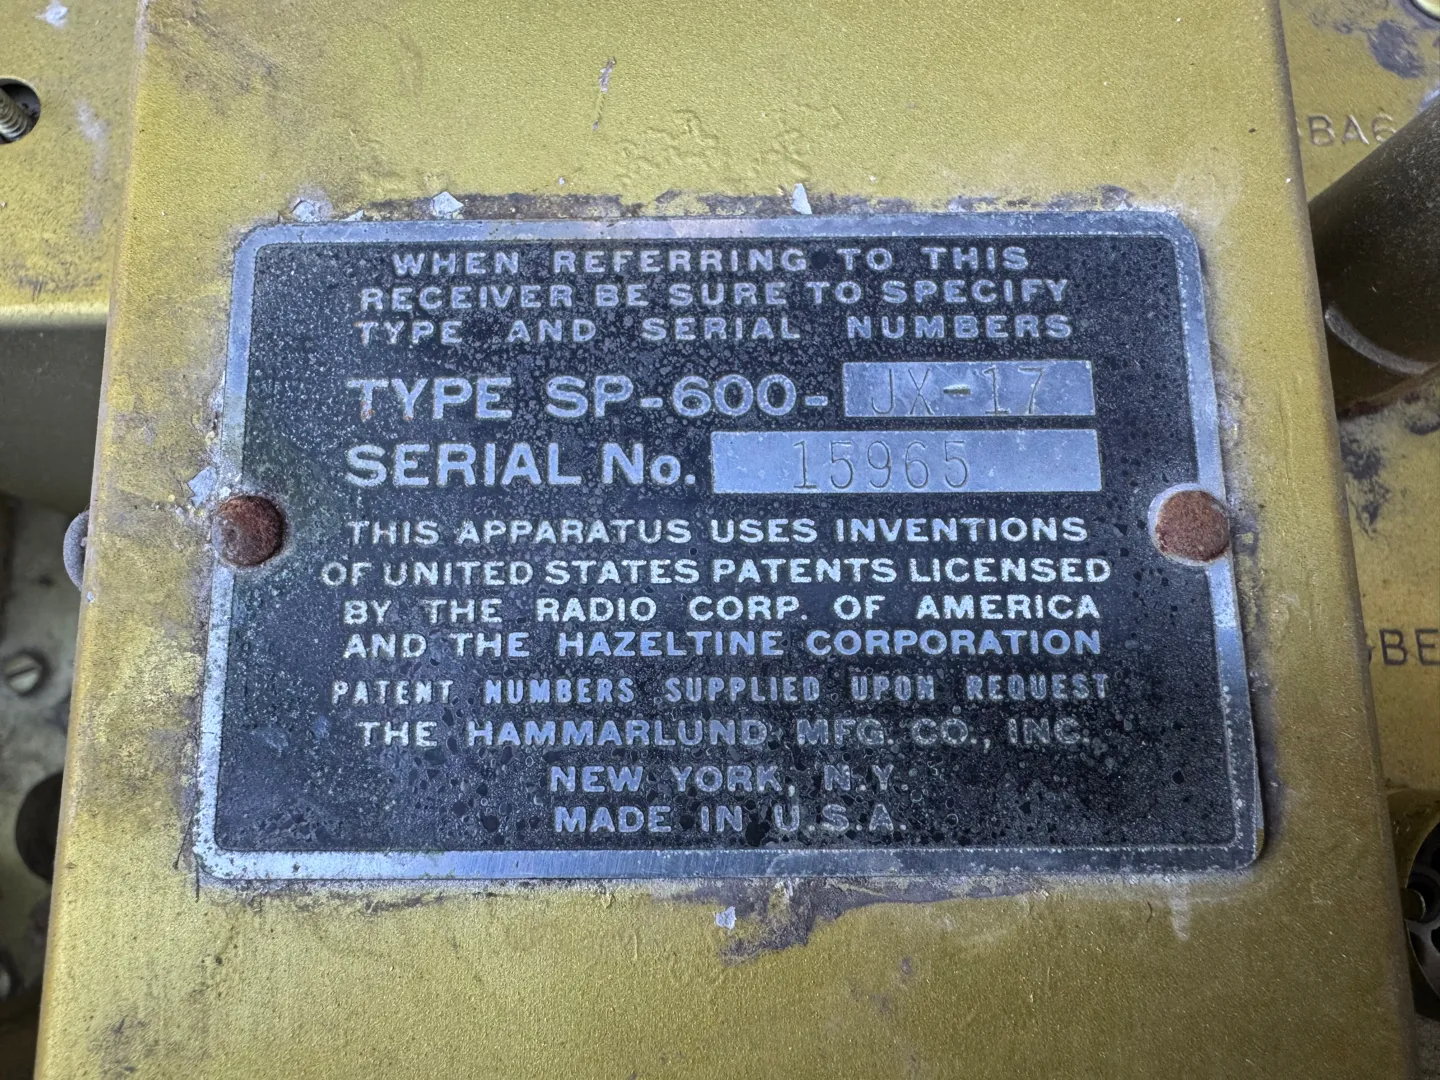 WHEN REFERRING TO THIS
RECEIVER BE SURE TO SPECIFY
TYPE AND SERIAL NUMBERS
TYPE SP-600-JX-17
SERIAL No. 15965
THIS APPARATUS USES INVENTIONS
OF UNITED STATES PATENTS LICENSED
BY THE RADIO CORP. OF AMERICA
AND THE HAZELTINE CORPORATION
PATENT NUMBERS SUPPLIED UPON REQUEST
THE HAMMARLUND MFG. CO., INC.
NEW YORK, N.Y.
MADE IN U.S.A.